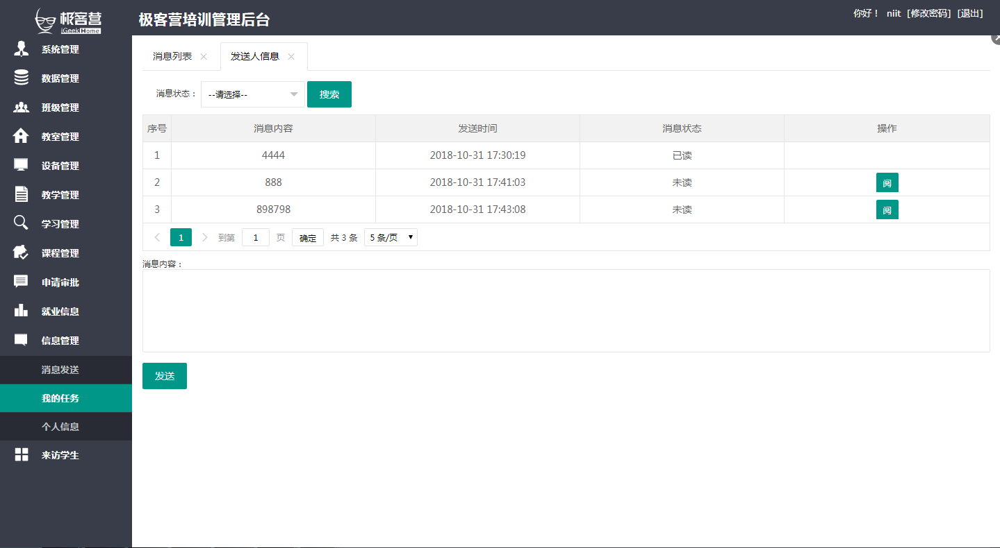 极客营
iGeekHome
极客营培训管理后台
你好！ niit [修改密码] [退出]
系统管理
数据管理
班级管理
教室管理
设备管理
教学管理
学习管理
课程管理
申请审批
就业信息
信息管理
消息发送
我的任务
个人信息
来访学生
消息列表 发送人信息
消息状态： --请选择-- 搜索
序号 消息内容 发送时间 消息状态 操作
1 4444 2018-10-31 17:30:19 已读
2 888 2018-10-31 17:41:03 未读 阅
3 898798 2018-10-31 17:43:08 未读 阅
1 到第 1 页 确定 共 3 条 5 条/页
消息内容：
发送